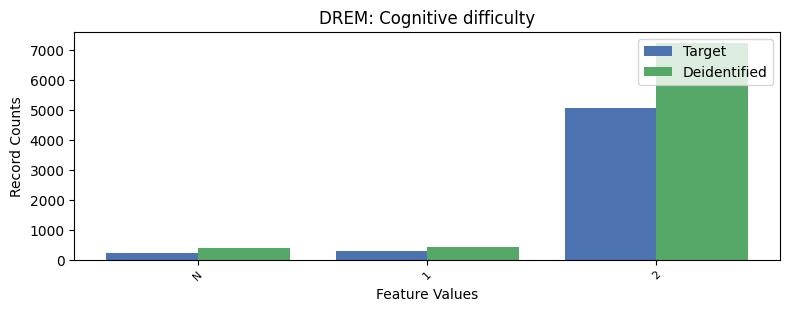 DREM: Cognitive difficulty
Target
Deidentified
7000
6000
5000
4000
3000
2000
1000
0
Record Counts
N
1
2
Feature Values